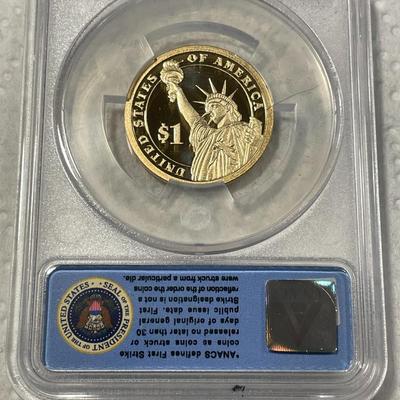 UNITED STATES OF AMERICA
$1
*ANACS defines First Strike
coins as coins struck or
released no later than 30
days of original general
public issue date. First
Strike designation is not a
reflection of the order the coins
were struck from a particular die.
SEAL OF THE PRESIDENT OF THE UNITED STATES